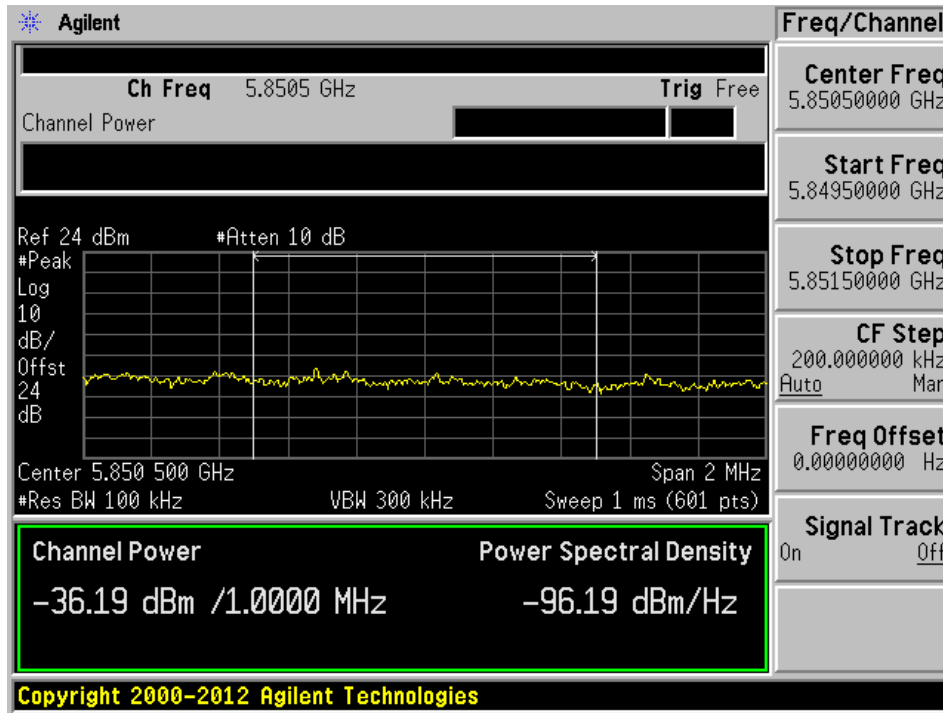 Agilent
Freq/Channel
Ch Freq 5.8505 GHz Trig Free
Channel Power
Center Freq
5.85050000 GHz
Start Freq
5.84950000 GHz
Stop Freq
5.85150000 GHz
CF Step
200.000000 kHz
Auto Man
Freq Offset
0.00000000 Hz
Signal Track
On Off
Ref 24 dBm #Atten 10 dB
#Peak
Log
10
dB/
Offst
24
dB
Center 5.850 500 GHz Span 2 MHz
#Res BW 100 kHz VBW 300 kHz Sweep 1 ms (601 pts)
Channel Power Power Spectral Density
-36.19 dBm /1.0000 MHz -96.19 dBm/Hz
Copyright 2000-2012 Agilent Technologies